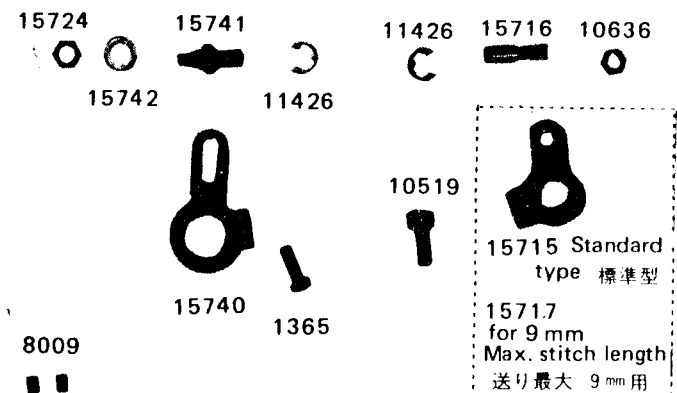 15724
15741
11426
15716
10636
15742
11426
10519
15740
1365
15715 Standard
type 標準型
1571.7
for 9 mm
Max. stitch length
送り最大 9 mm 用
8009